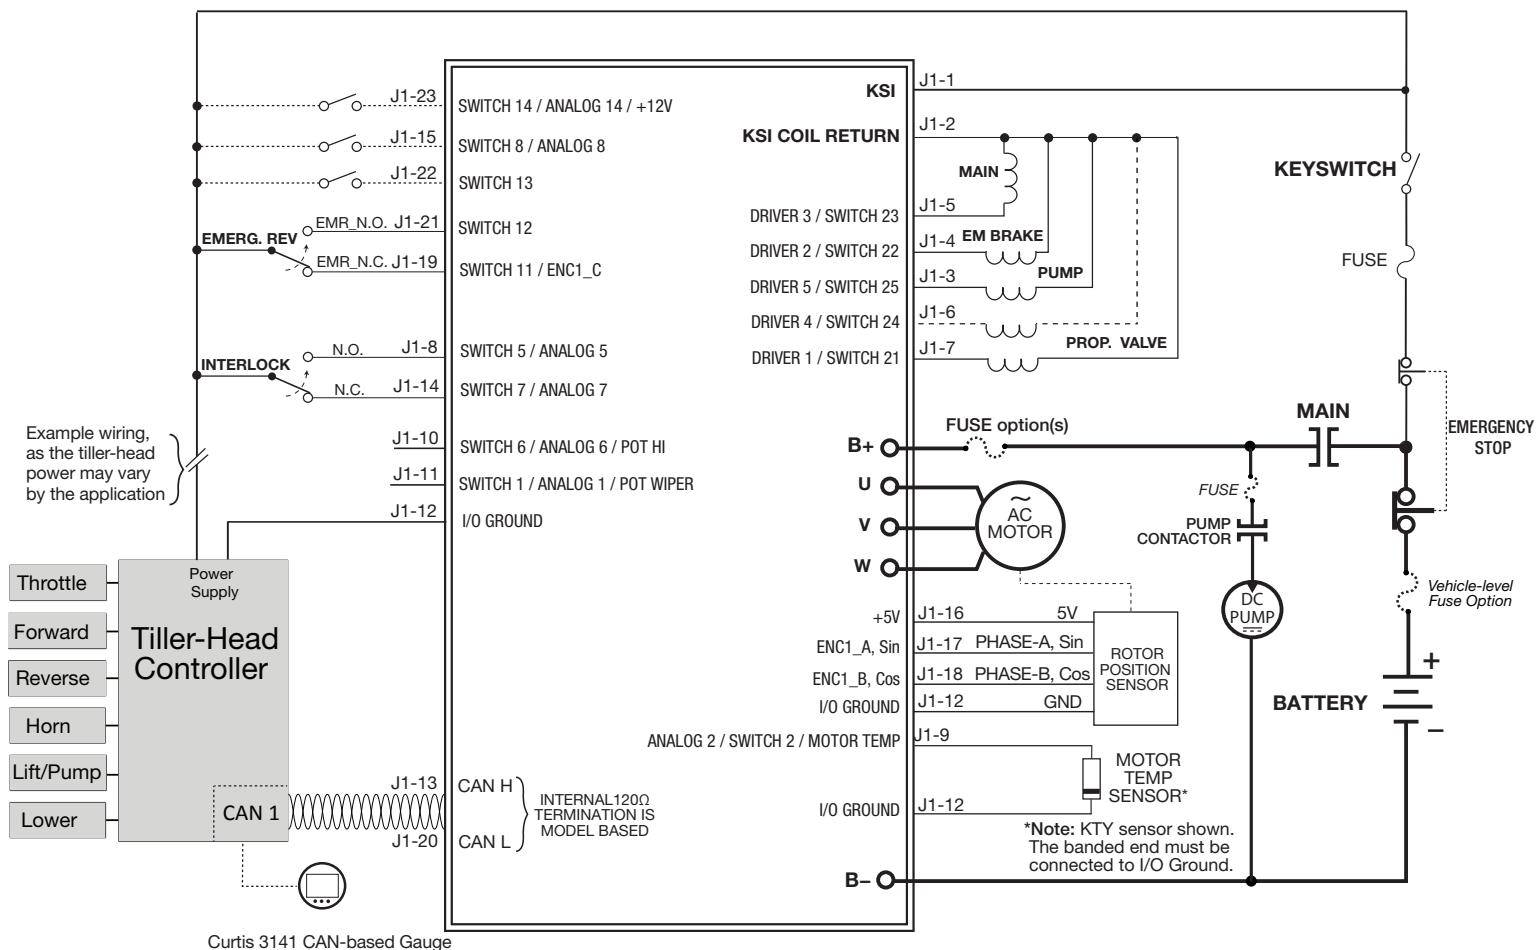 J1-1
KSI
J1-23
SWITCH 14 / ANALOG 14 / +12V
J1-2
KSI COIL RETURN
J1-15
SWITCH 8 / ANALOG 8
J1-22
SWITCH 13
MAIN
KEYSWITCH
J1-5
DRIVER 3 / SWITCH 23
EMR_N.O. J1-21
SWITCH 12
EMERG. REV
J1-4
EM BRAKE
DRIVER 2 / SWITCH 22
EMR_N.C. J1-19
SWITCH 11 / ENC1_C
FUSE
J1-3
PUMP
DRIVER 5 / SWITCH 25
J1-6
DRIVER 4 / SWITCH 24
PROP. VALVE
J1-7
DRIVER 1 / SWITCH 21
N.O.
J1-8
SWITCH 5 / ANALOG 5
INTERLOCK
N.C.
J1-14
SWITCH 7 / ANALOG 7
Example wiring,
as the tiller-head
power may vary
by the application
J1-10
SWITCH 6 / ANALOG 6 / POT HI
J1-11
SWITCH 1 / ANALOG 1 / POT WIPER
J1-12
I/O GROUND
MAIN
EMERGENCY
STOP
FUSE option(s)
B+
U
V
W
~
AC
MOTOR
FUSE
PUMP
CONTACTOR
DC
PUMP
Vehicle-level
Fuse Option
Throttle
Forward
Reverse
Horn
Lift/Pump
Lower
Power
Supply
Tiller-Head
Controller
CAN 1
+5V
J1-16
5V
ENC1_A, Sin
J1-17
PHASE-A, Sin
ENC1_B, Cos
J1-18
PHASE-B, Cos
I/O GROUND
J1-12
GND
ROTOR
POSITION
SENSOR
+
BATTERY
–
ANALOG 2 / SWITCH 2 / MOTOR TEMP
J1-9
MOTOR
TEMP
SENSOR*
I/O GROUND
J1-12
J1-13
CAN H
INTERNAL120Ω
TERMINATION IS
MODEL BASED
J1-20
CAN L
*Note: KTY sensor shown.
The banded end must be
connected to I/O Ground.
B–
Curtis 3141 CAN-based Gauge